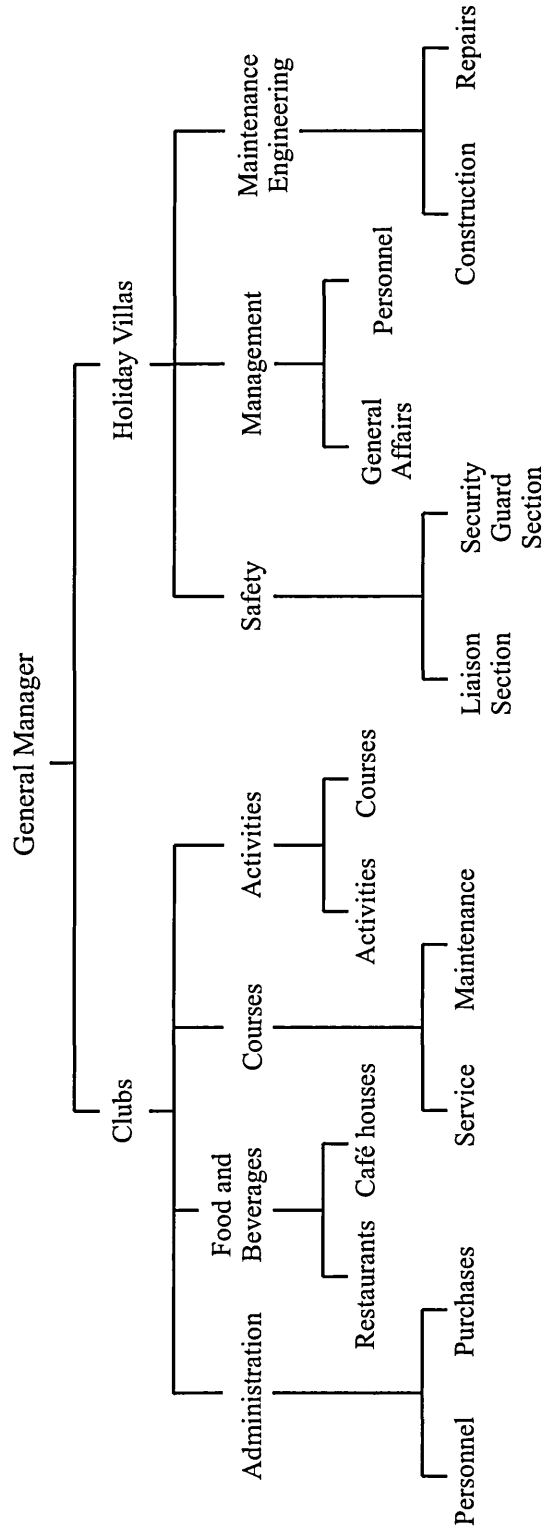 General Manager
Clubs
Holiday Villas
Administration
Food and
Beverages
Courses
Activities
Safety
Management
Maintenance
Engineering
Restaurants
Café houses
Activities
Courses
General
Affairs
Personnel
Personnel
Purchases
Service
Maintenance
Liaison
Section
Security
Guard
Section
Construction
Repairs